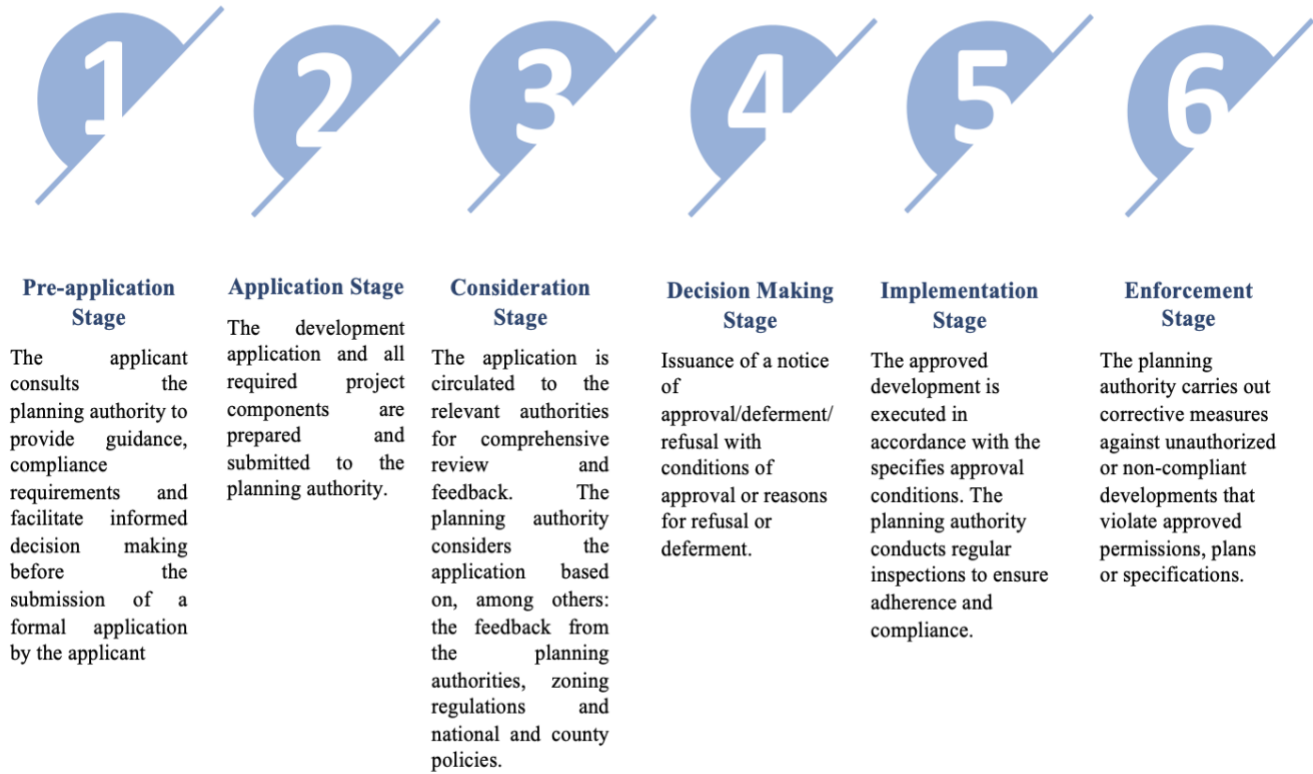 1
2
3
4
5
6
Pre-application
Stage
The applicant
consults the
planning authority to
provide guidance,
compliance
requirements and
facilitate informed
decision making
before the
submission of a
formal application
by the applicant
Application Stage
The development
application and all
required project
components are
prepared and
submitted to the
planning authority.
Consideration
Stage
The application is
circulated to the
relevant authorities
for comprehensive
review and
feedback. The
planning authority
considers the
application based
on, among others:
the feedback from
the planning
authorities, zoning
regulations and
national and county
policies.
Decision Making
Stage
Issuance of a notice
of
approval/deferment/
refusal with
conditions of
approval or reasons
for refusal or
deferment.
Implementation
Stage
The approved
development is
executed in
accordance with the
specifies approval
conditions. The
planning authority
conducts regular
inspections to ensure
adherence and
compliance.
Enforcement
Stage
The planning
authority carries out
corrective measures
against unauthorized
or non-compliant
developments that
violate approved
permissions, plans
or specifications.